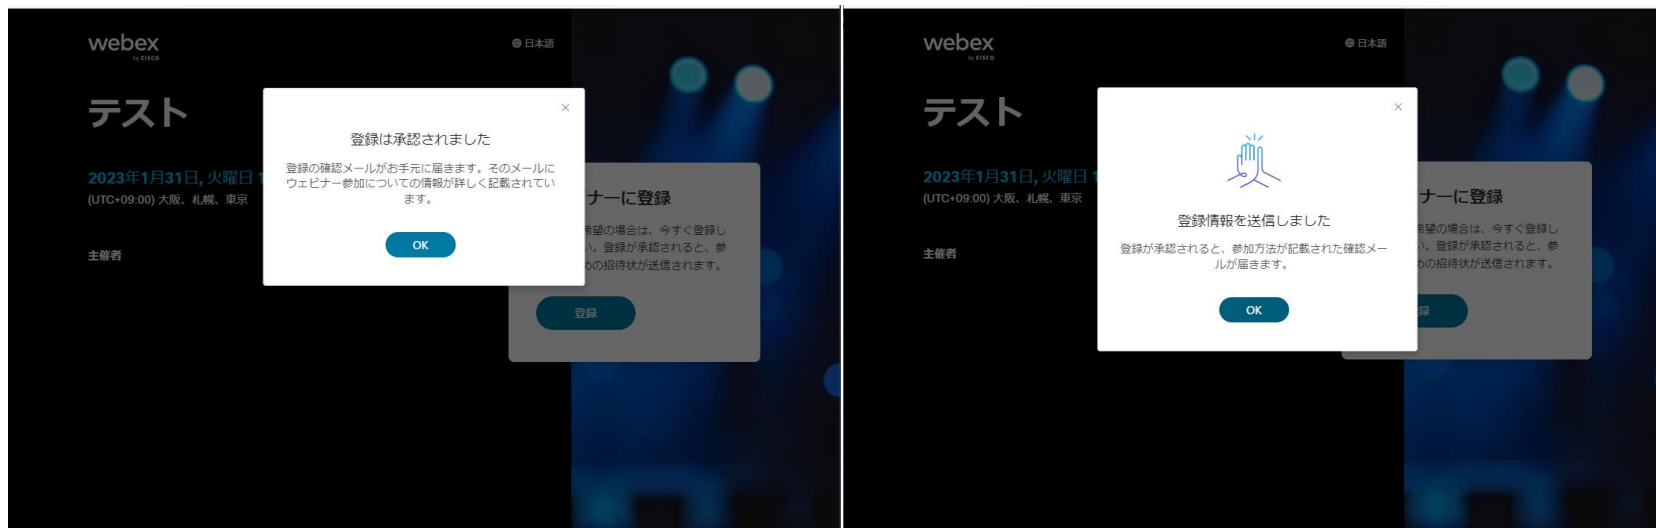 webex
by CISCO
日本語
テスト
2023年1月31日, 火曜日 1
(UTC+09:00) 大阪、札幌、東京
主催者
×
登録は承認されました
登録の確認メールがお手元に届きます。そのメールに
ウェビナー参加についての情報が詳しく記載されてい
ます。
OK
ナーに登録
希望の場合は、今すぐ登録し
い。登録が承認されると、参
めの招待状が送信されます。
登録
webex
by CISCO
日本語
テスト
2023年1月31日, 火曜日 1
(UTC+09:00) 大阪、札幌、東京
主催者
×
登録情報を送信しました
登録が承認されると、参加方法が記載された確認メー
ルが届きます。
OK
ナーに登録
希望の場合は、今すぐ登録し
い。登録が承認されると、参
めの招待状が送信されます。
録